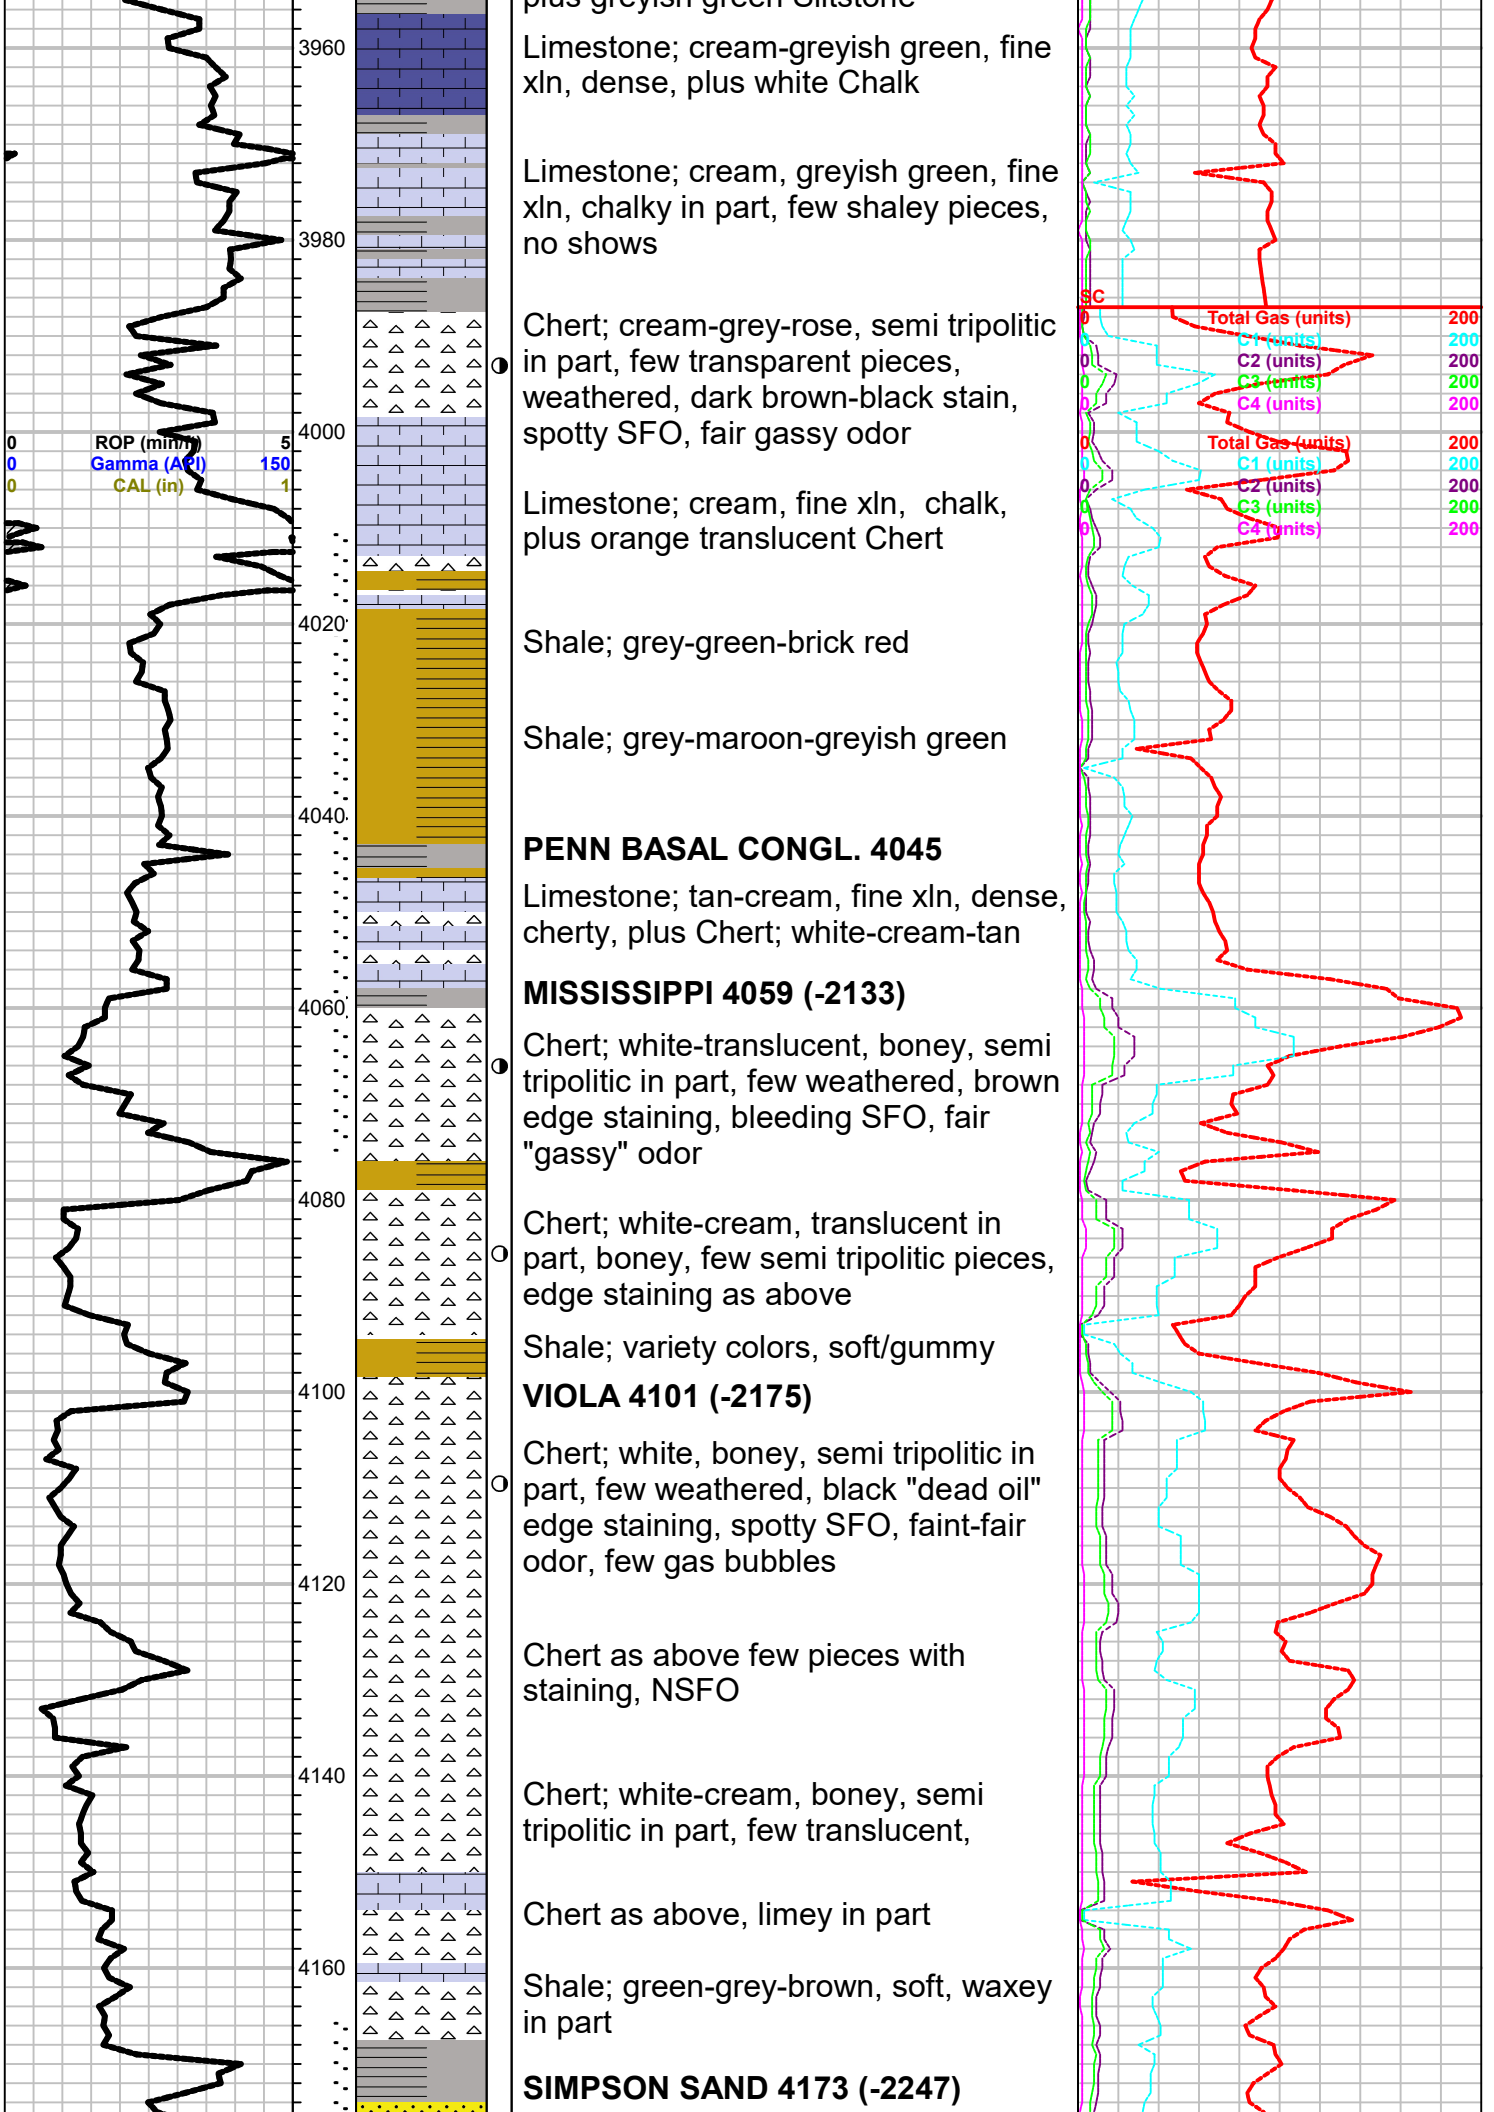 plus greyish green Siltstone
3960
Limestone; cream-greyish green, fine
xln, dense, plus white Chalk
Limestone; cream, greyish green, fine
xln, chalky in part, few shaley pieces,
no shows
3980
SC
0 Total Gas (units) 200
0 C1 (units) 200
0 C2 (units) 200
0 C3 (units) 200
0 C4 (units) 200
Chert; cream-grey-rose, semi tripolitic
in part, few transparent pieces,
weathered, dark brown-black stain,
spotty SFO, fair gassy odor
4000
0 ROP (min/ft) 5
0 Gamma (API) 150
0 CAL (in) 1
0 Total Gas (units) 200
0 C1 (units) 200
0 C2 (units) 200
0 C3 (units) 200
0 C4 (units) 200
Limestone; cream, fine xln, chalk,
plus orange translucent Chert
4020
Shale; grey-green-brick red
Shale; grey-maroon-greyish green
4040
PENN BASAL CONGL. 4045
Limestone; tan-cream, fine xln, dense,
cherty, plus Chert; white-cream-tan
MISSISSIPPI 4059 (-2133)
4060
Chert; white-translucent, boney, semi
tripolitic in part, few weathered, brown
edge staining, bleeding SFO, fair
"gassy" odor
4080
Chert; white-cream, translucent in
part, boney, few semi tripolitic pieces,
edge staining as above
Shale; variety colors, soft/gummy
4100
VIOLA 4101 (-2175)
Chert; white, boney, semi tripolitic in
part, few weathered, black "dead oil"
edge staining, spotty SFO, faint-fair
odor, few gas bubbles
4120
Chert as above few pieces with
staining, NSFO
4140
Chert; white-cream, boney, semi
tripolitic in part, few translucent,
Chert as above, limey in part
4160
Shale; green-grey-brown, soft, waxey
in part
SIMPSON SAND 4173 (-2247)